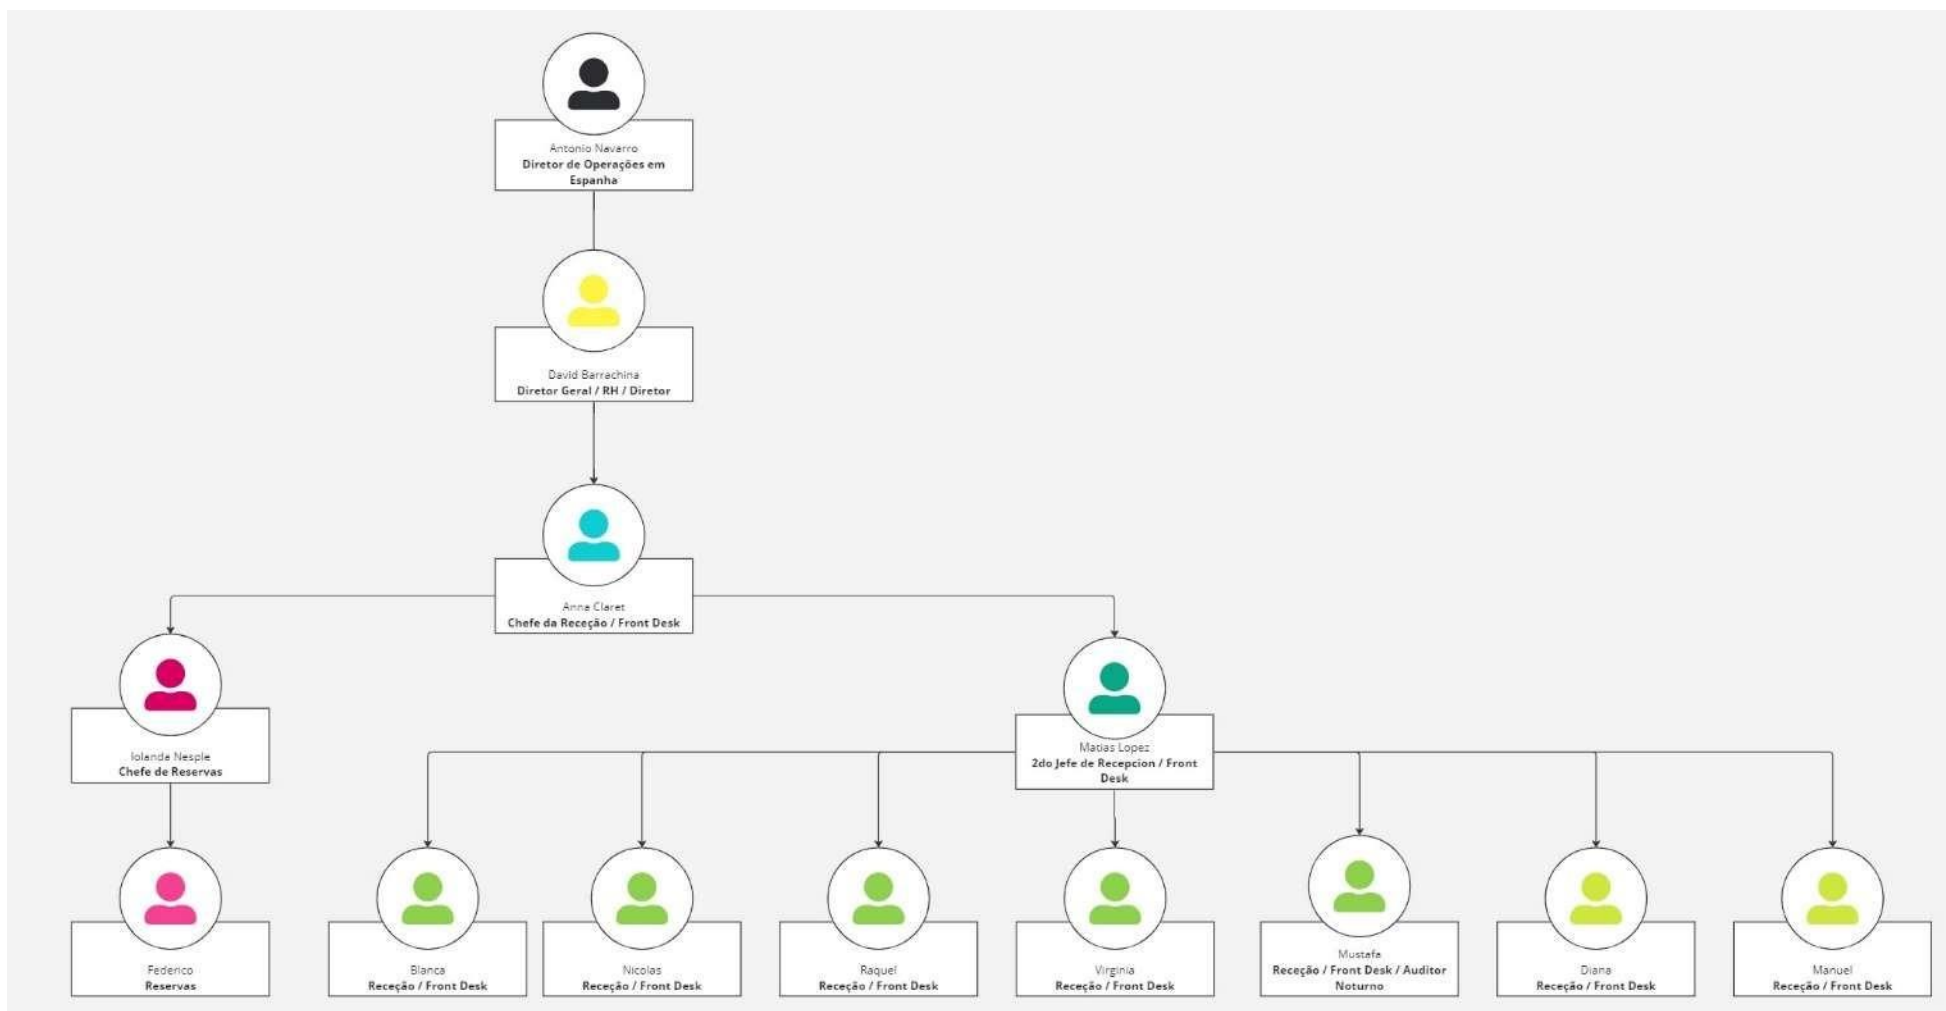 Antonio Navarro
Diretor de Operações em
Espanha
David Barrachina
Diretor Geral / RH / Diretor
Anna Claret
Chefe da Receção / Front Desk
Iolanda Nesple
Chefe de Reservas
Matias Lopez
2do Jefe de Recepcion / Front
Desk
Federico
Reservas
Blanca
Receção / Front Desk
Nicolas
Receção / Front Desk
Raquel
Receção / Front Desk
Virginia
Receção / Front Desk
Mustafa
Receção / Front Desk / Auditor
Noturno
Diana
Receção / Front Desk
Manuel
Receção / Front Desk